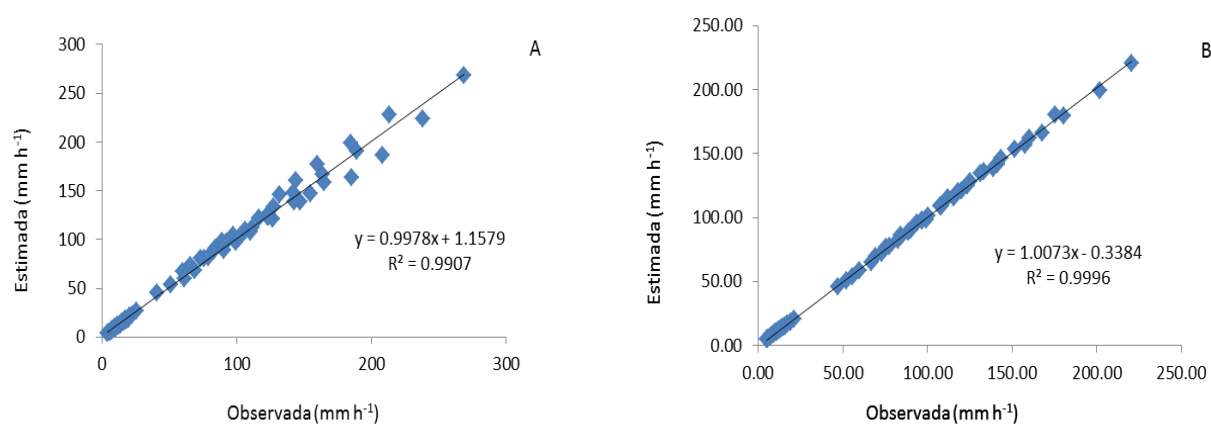 A
300
250
200
150
100
50
0
0 100 200 300
Estimada (mm h⁻¹)
Observada (mm h⁻¹)
y = 0.9978x + 1.1579
R² = 0.9907
B
250.00
200.00
150.00
100.00
50.00
0.00
0.00 50.00 100.00 150.00 200.00 250.00
Estimada (mm h⁻¹)
Observada (mm h⁻¹)
y = 1.0073x - 0.3384
R² = 0.9996